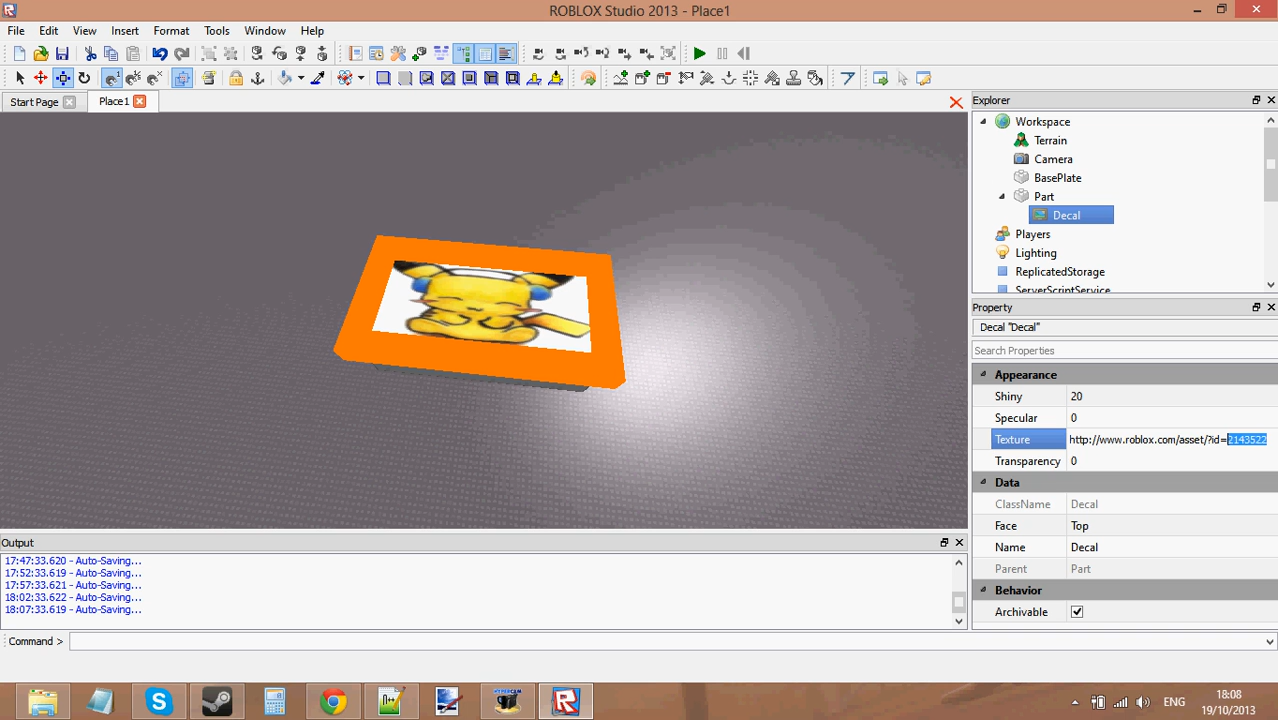 ROBLOX Studio 2013 - Place1
File Edit View Insert Format Tools Window Help
Start Page Place1
Explorer
Workspace
Terrain
Camera
BasePlate
Part
Decal
Players
Lighting
ReplicatedStorage
ServerScriptService
Property
Decal "Decal"
Search Properties
Appearance
Shiny 20
Specular 0
Texture http://www.roblox.com/asset/?id=2143522
Transparency 0
Data
ClassName Decal
Face Top
Name Decal
Parent Part
Behavior
Archivable
Output
17:47:33.620 - Auto-Saving...
17:52:33.619 - Auto-Saving...
17:57:33.621 - Auto-Saving...
18:02:33.622 - Auto-Saving...
18:07:33.619 - Auto-Saving...
Command >
HYPERCAM
ENG
18:08
19/10/2013